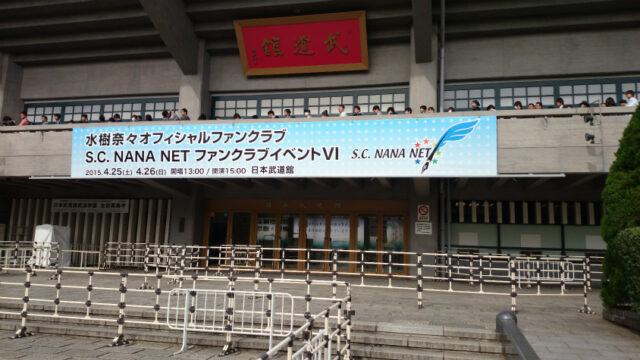 武道館
水樹奈々オフィシャルファンクラブ
S.C. NANA NET ファンクラブイベントVI
S.C. NANA NET
2015.4.25(土) 4.26(日) 開場13:00 / 開演15:00 日本武道館